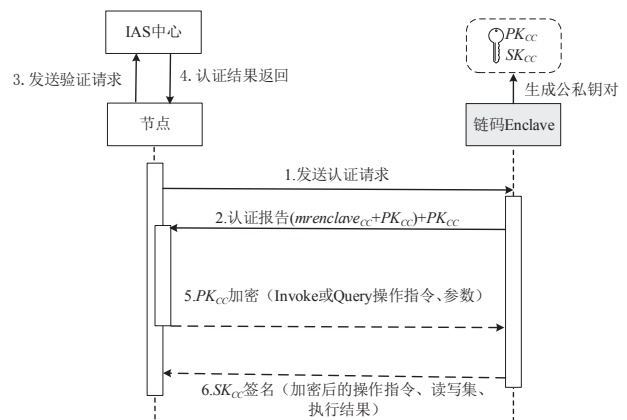 IAS中心
PK_CC
SK_CC
3. 发送验证请求
4. 认证结果返回
生成公私钥对
节点
链码Enclave
1.发送认证请求
2.认证报告(mrenclave_CC+PK_CC)+PK_CC
5.PK_CC加密（Invoke或Query操作指令、参数）
6.SK_CC签名（加密后的操作指令、读写集、
执行结果）